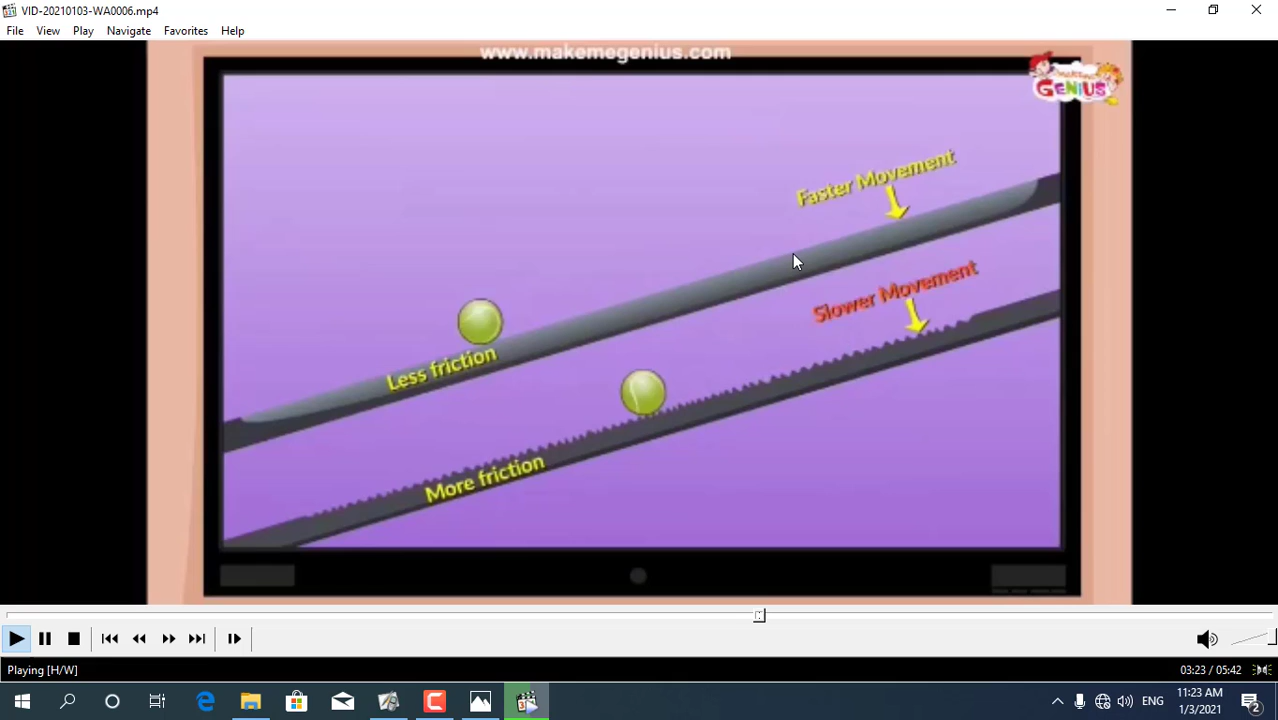 VID-20210103-WA0006.mp4
File View Play Navigate Favorites Help
www.makemegenius.com
GENIUS
Faster Movement
Slower Movement
Less friction
More friction
Playing [H/W]
03:23 / 05:42
ENG
11:23 AM
1/3/2021
2